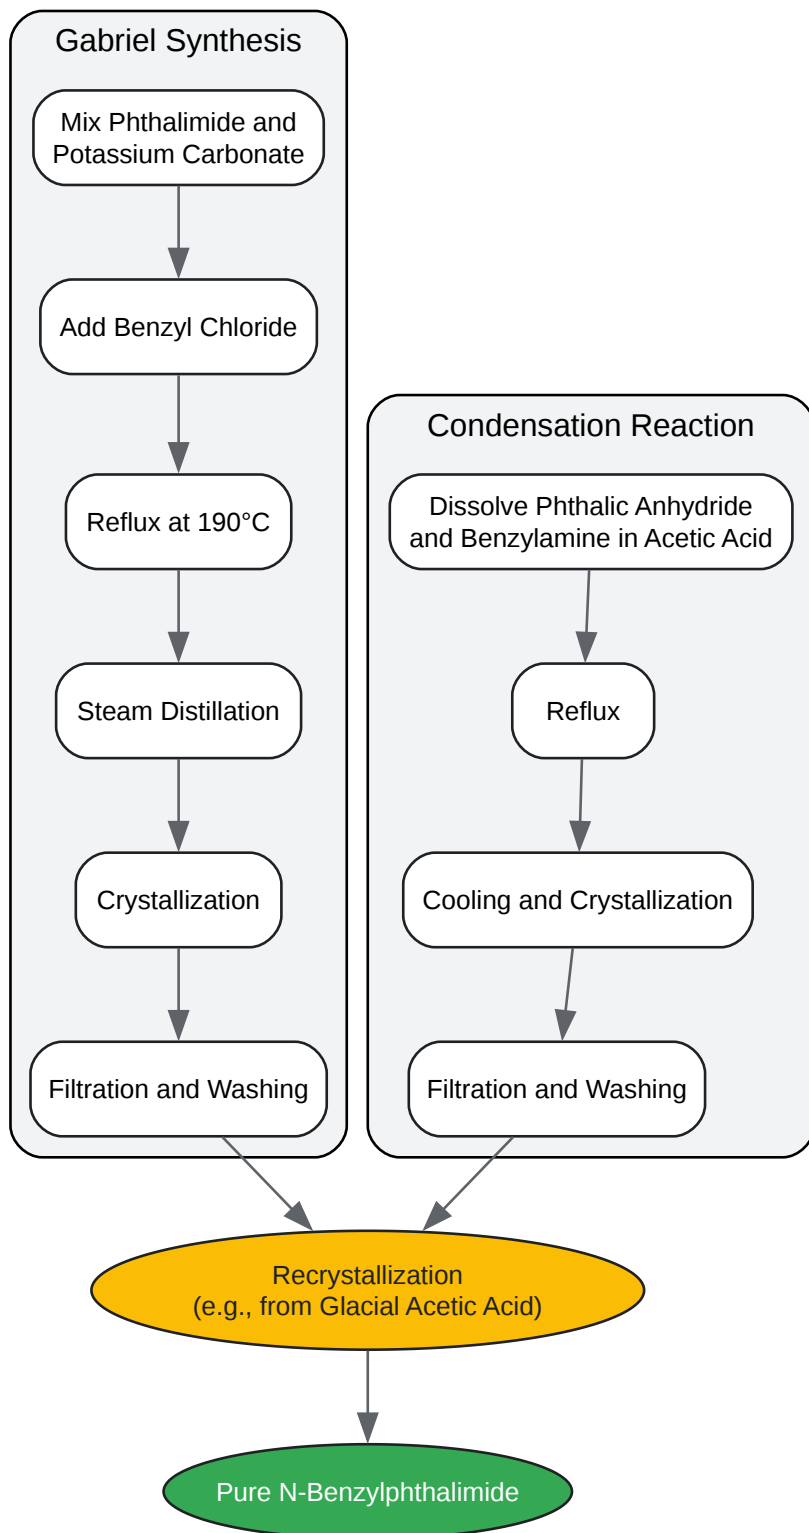 Gabriel Synthesis
Mix Phthalimide and
Potassium Carbonate
Add Benzyl Chloride
Reflux at 190°C
Steam Distillation
Crystallization
Filtration and Washing
Condensation Reaction
Dissolve Phthalic Anhydride
and Benzylamine in Acetic Acid
Reflux
Cooling and Crystallization
Filtration and Washing
Recrystallization
(e.g., from Glacial Acetic Acid)
Pure N-Benzylphthalimide